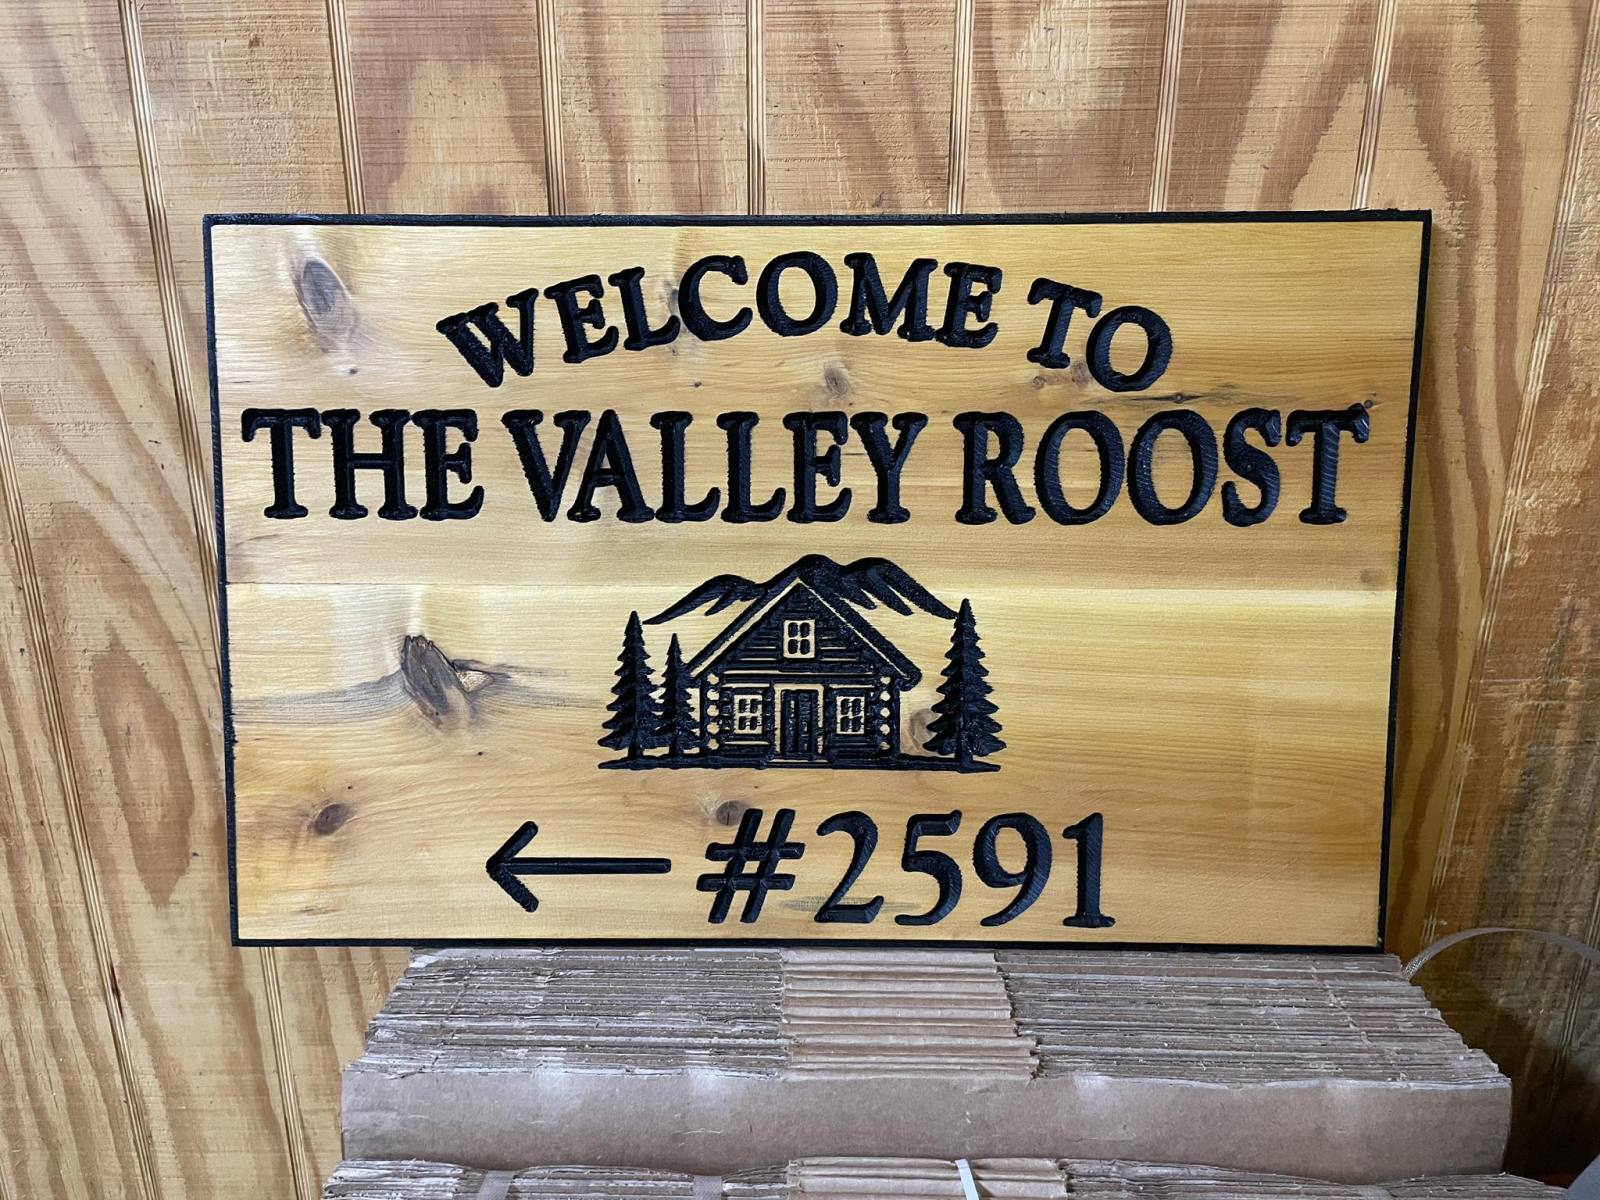 WELCOME TO
THE VALLEY ROOST
← #2591